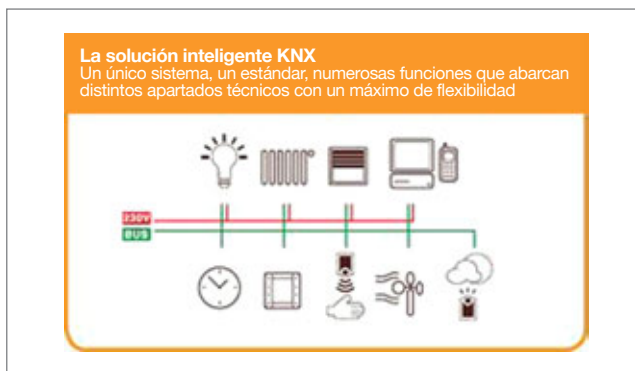 La solución inteligente KNX
Un único sistema, un estándar, numerosas funciones que abarcan
distintos apartados técnicos con un máximo de flexibilidad
230V
BUS